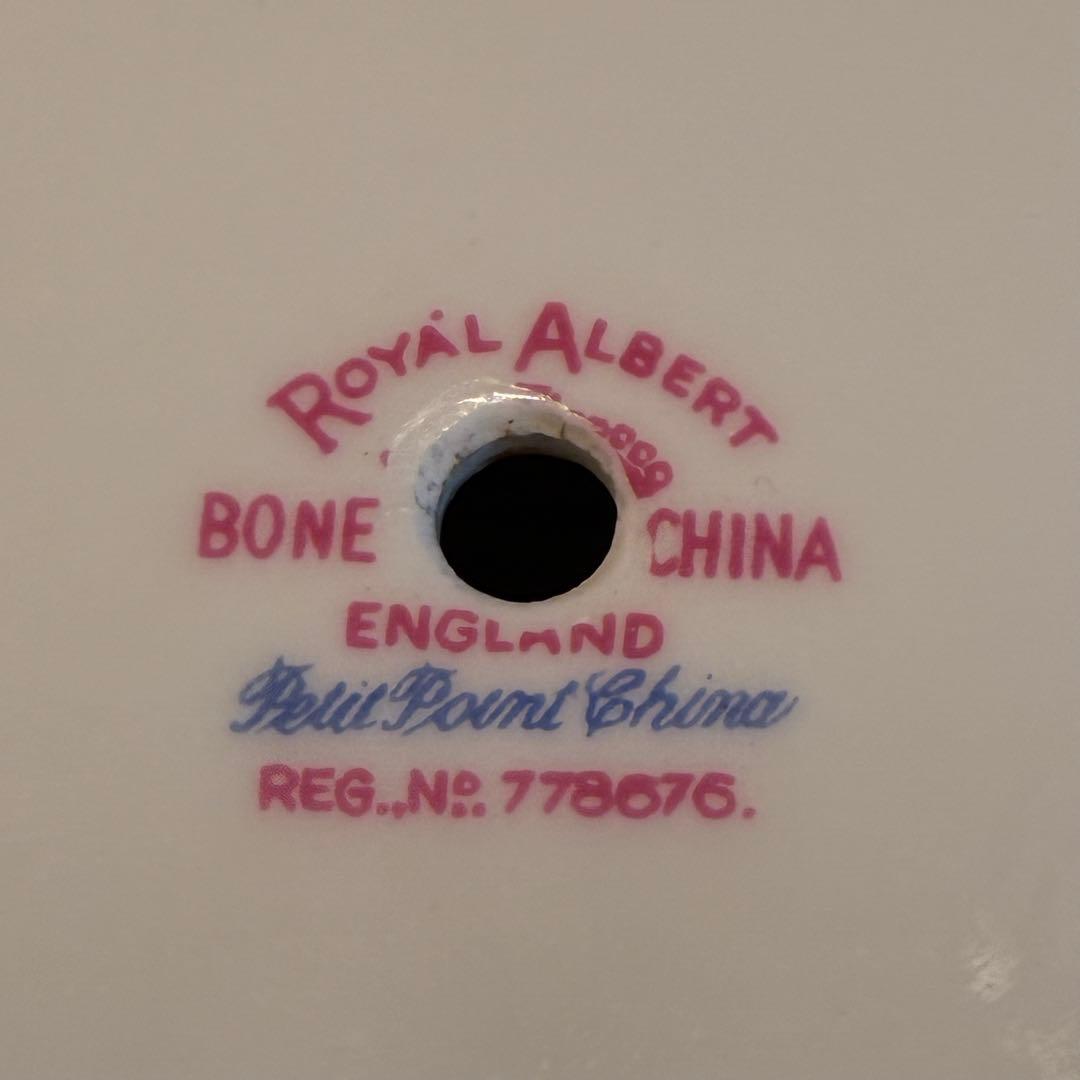 ROYAL ALBERT
BONE CHINA
ENGLAND
Petit Point China
REG., No. 778676.